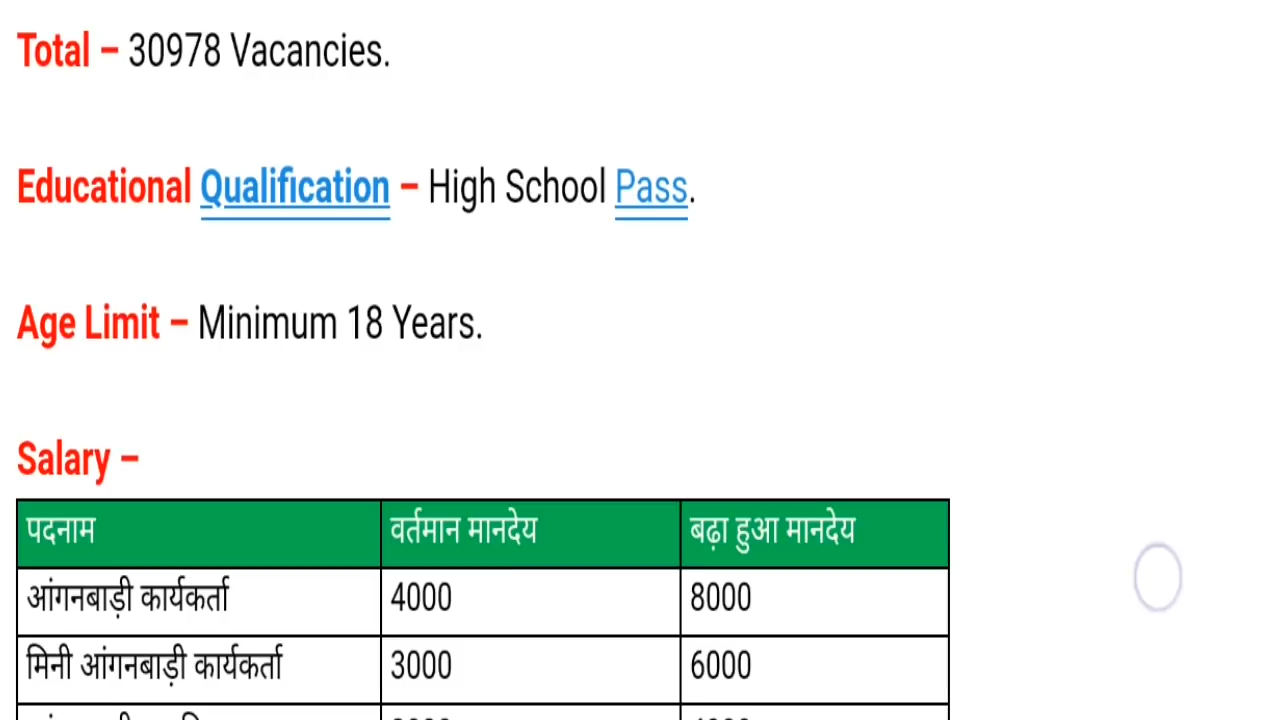 Total – 30978 Vacancies.
Educational Qualification – High School Pass.
Age Limit – Minimum 18 Years.
Salary –
पदनाम वर्तमान मानदेय बढ़ा हुआ मानदेय
आंगनबाड़ी कार्यकर्ता 4000 8000
मिनी आंगनबाड़ी कार्यकर्ता 3000 6000